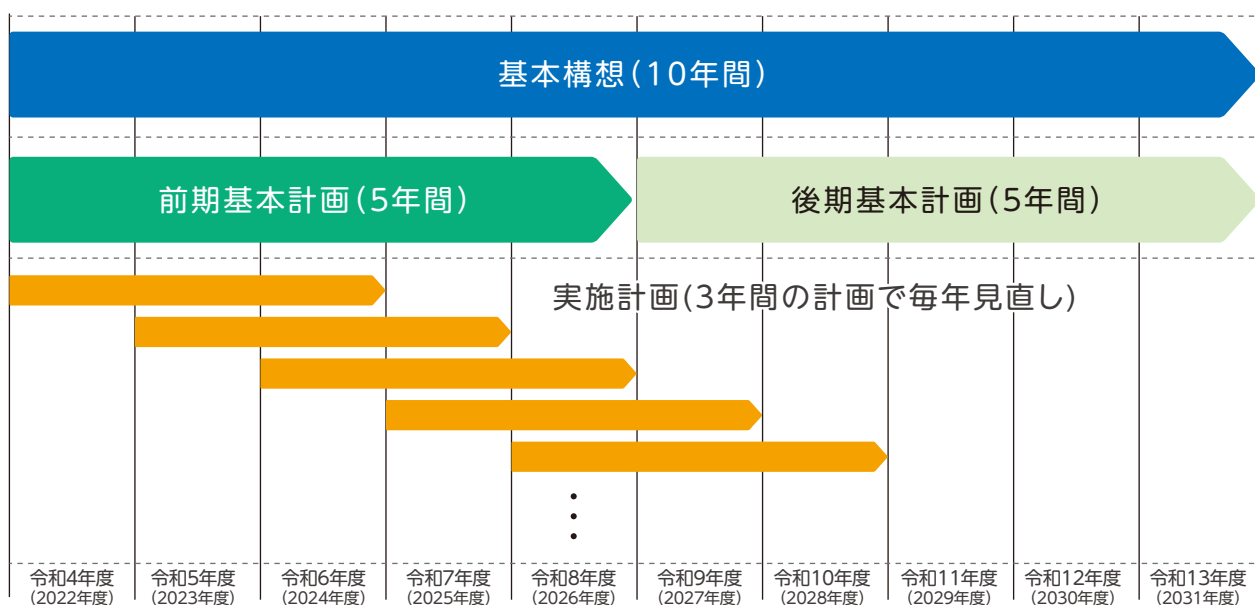 基本構想(10年間)
前期基本計画(5年間)
後期基本計画(5年間)
実施計画(3年間の計画で毎年見直し)
令和4年度
(2022年度)
令和5年度
(2023年度)
令和6年度
(2024年度)
令和7年度
(2025年度)
令和8年度
(2026年度)
令和9年度
(2027年度)
令和10年度
(2028年度)
令和11年度
(2029年度)
令和12年度
(2030年度)
令和13年度
(2031年度)